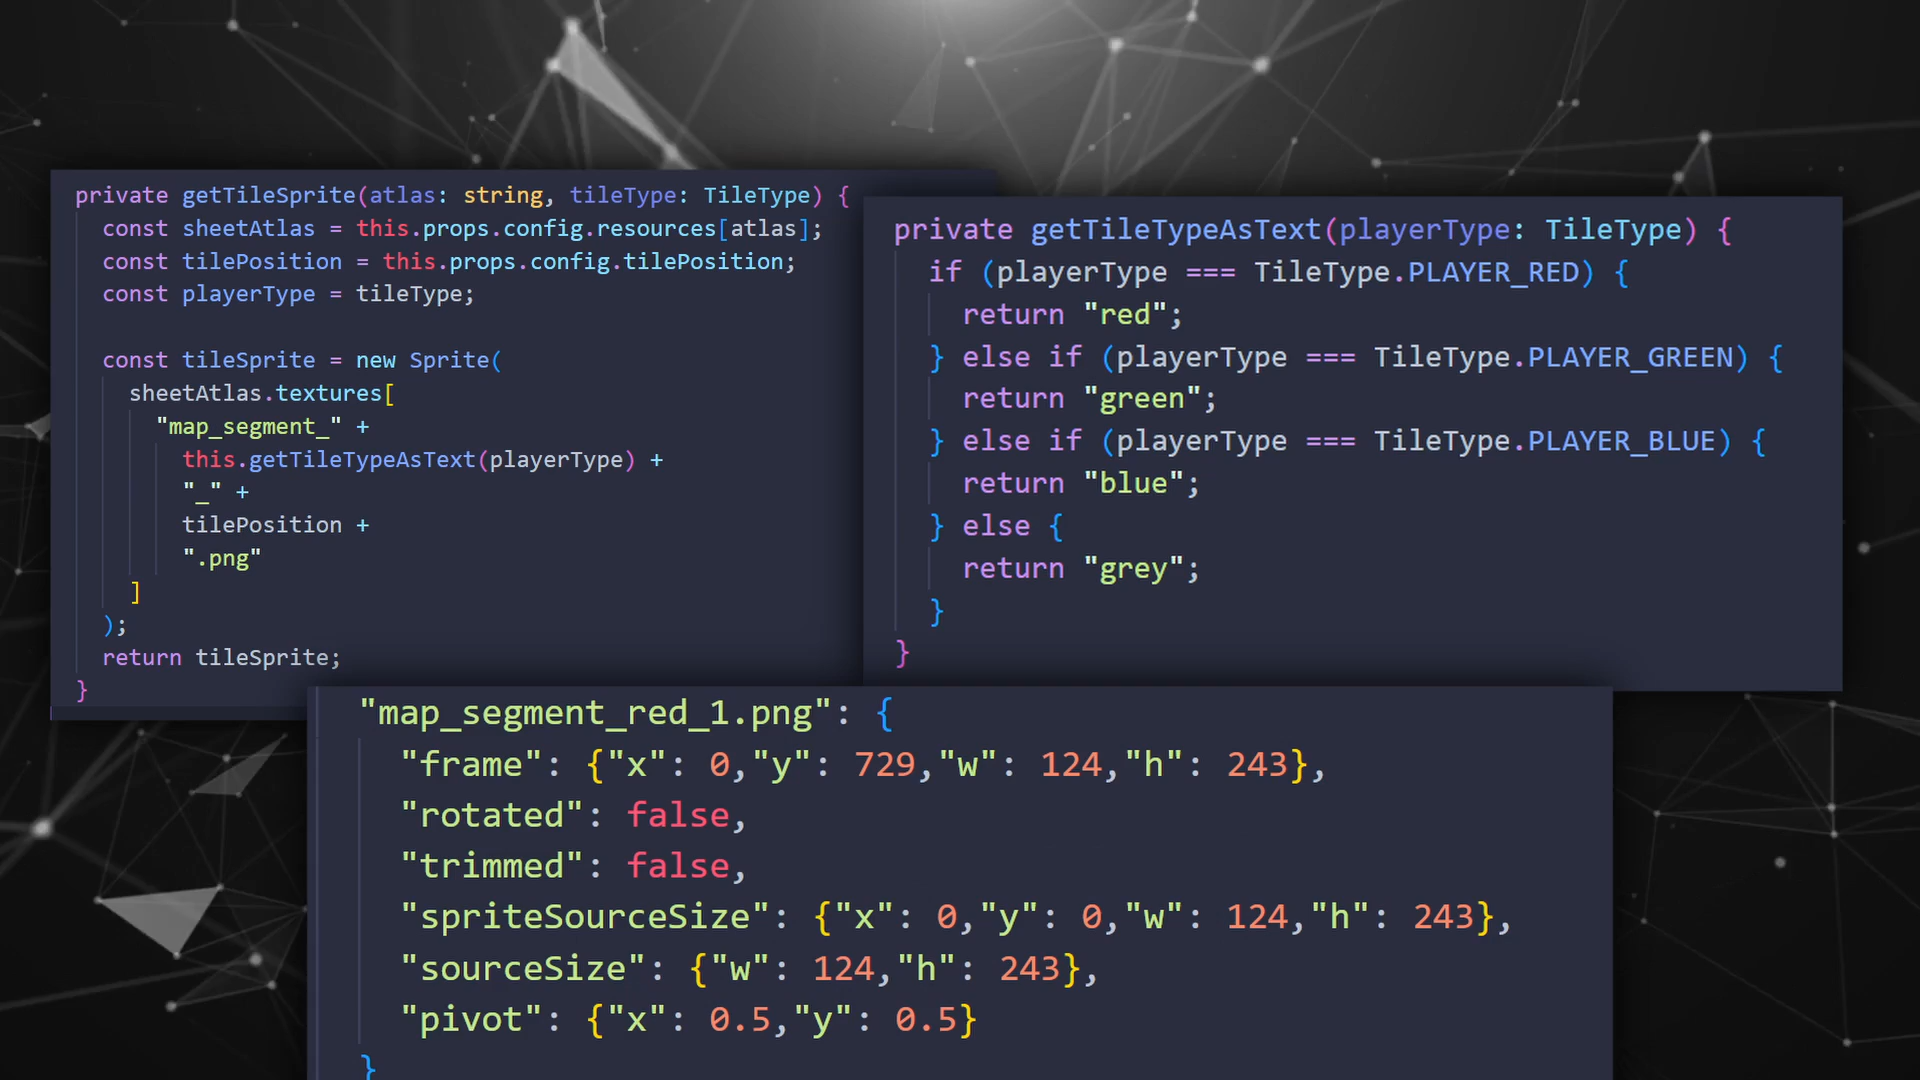 private getTileSprite(atlas: string, tileType: TileType) {
const sheetAtlas = this.props.config.resources[atlas];
const tilePosition = this.props.config.tilePosition;
const playerType = tileType;
const tileSprite = new Sprite(
sheetAtlas.textures[
"map_segment_" +
this.getTileTypeAsText(playerType) +
"_" +
tilePosition +
".png"
]
);
return tileSprite;
}
private getTileTypeAsText(playerType: TileType) {
if (playerType === TileType.PLAYER_RED) {
return "red";
} else if (playerType === TileType.PLAYER_GREEN) {
return "green";
} else if (playerType === TileType.PLAYER_BLUE) {
return "blue";
} else {
return "grey";
}
}
"map_segment_red_1.png": {
"frame": {"x": 0,"y": 729,"w": 124,"h": 243},
"rotated": false,
"trimmed": false,
"spriteSourceSize": {"x": 0,"y": 0,"w": 124,"h": 243},
"sourceSize": {"w": 124,"h": 243},
"pivot": {"x": 0.5,"y": 0.5}
}